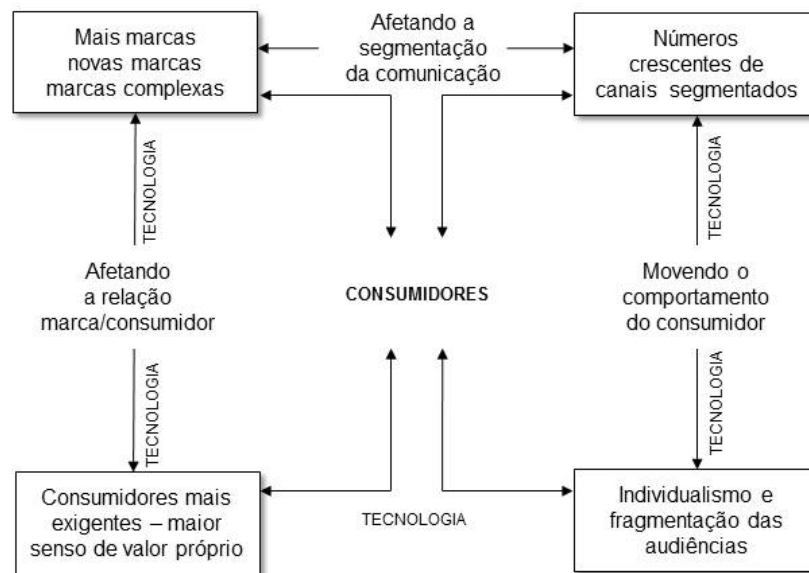 Mais marcas
novas marcas
marcas complexas
Afetando a
segmentação
da comunicação
Números
crescentes de
canais segmentados
TECNOLOGIA
TECNOLOGIA
Afetando
a relação
marca/consumidor
CONSUMIDORES
Movendo o
comportamento
do consumidor
TECNOLOGIA
TECNOLOGIA
Consumidores mais
exigentes – maior
senso de valor próprio
TECNOLOGIA
Individualismo e
fragmentação das
audiências